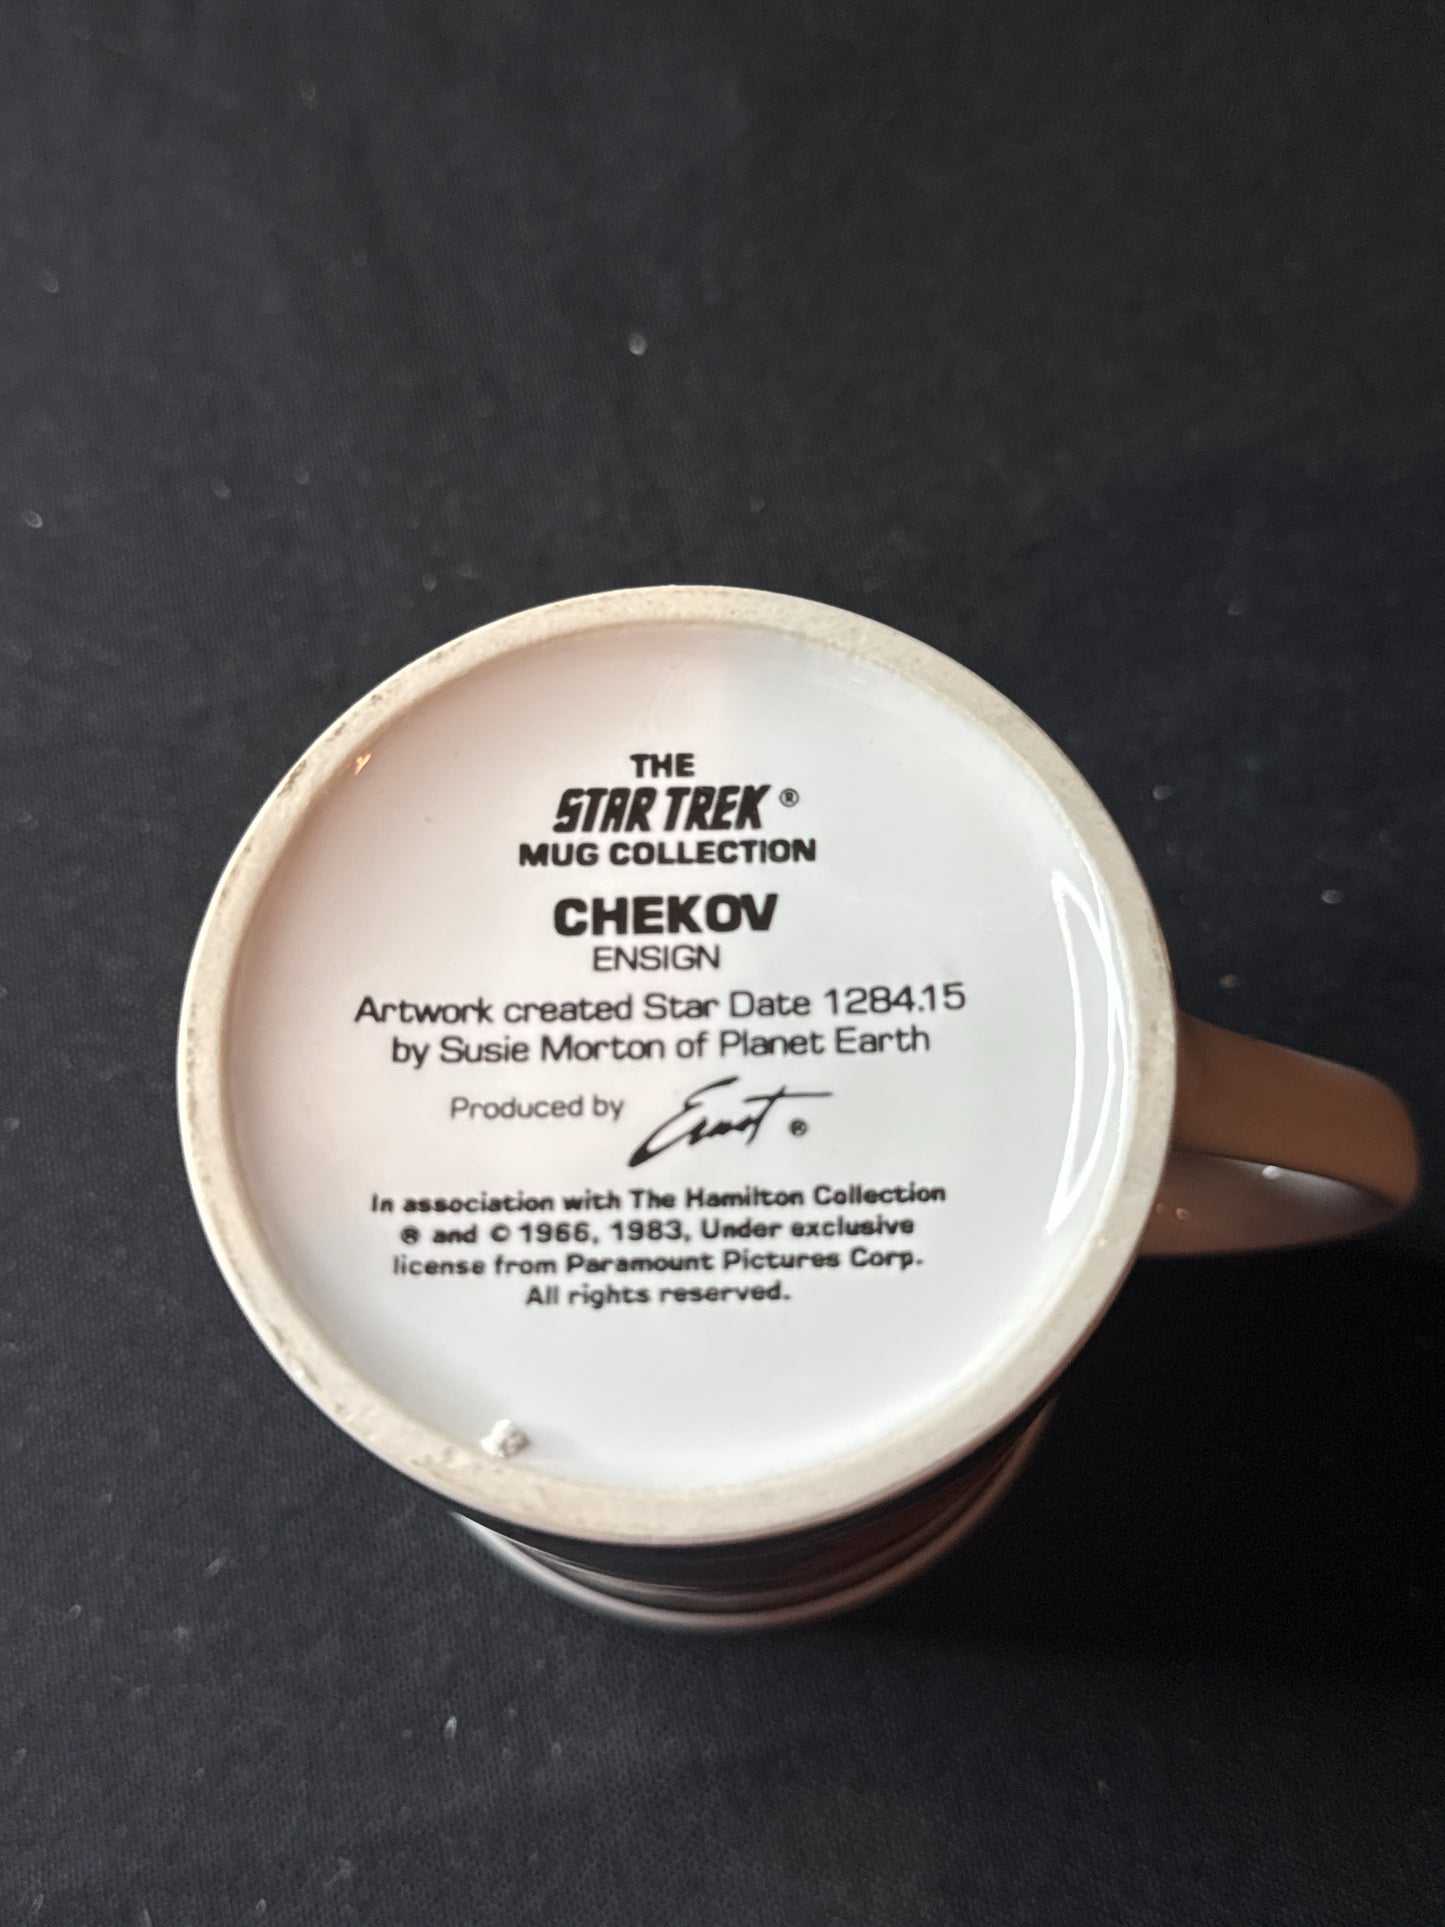 THE
STAR TREK ®
MUG COLLECTION
CHEKOV
ENSIGN
Artwork created Star Date 1284.15
by Susie Morton of Planet Earth
Produced by Ernst ®
In association with The Hamilton Collection
® and © 1966, 1983, Under exclusive
license from Paramount Pictures Corp.
All rights reserved.